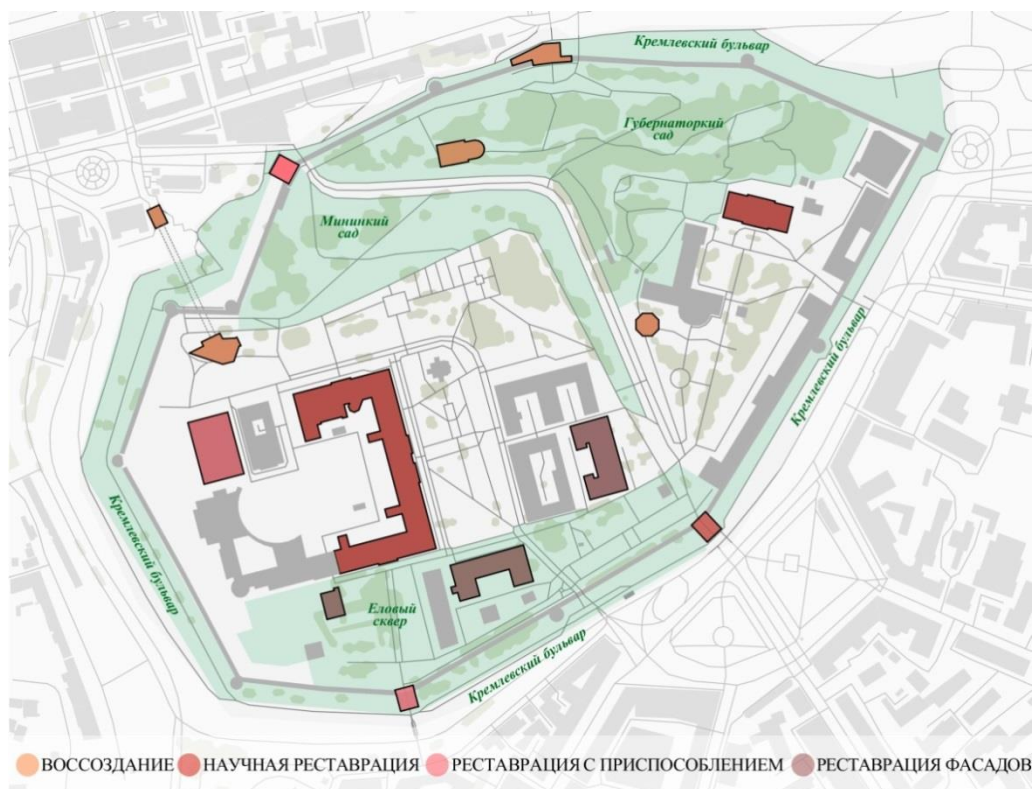 Кремлевский бульвар
Губернаторкий
сад
Мининкий
сад
Кремлевский бульвар
Кремлевский бульвар
Еловый
сквер
Кремлевский бульвар
ВОССОЗДАНИЕ НАУЧНАЯ РЕСТАВРАЦИЯ РЕСТАВРАЦИЯ С ПРИСПОСОБЛЕНИЕМ РЕСТАВРАЦИЯ ФАСАДОВ